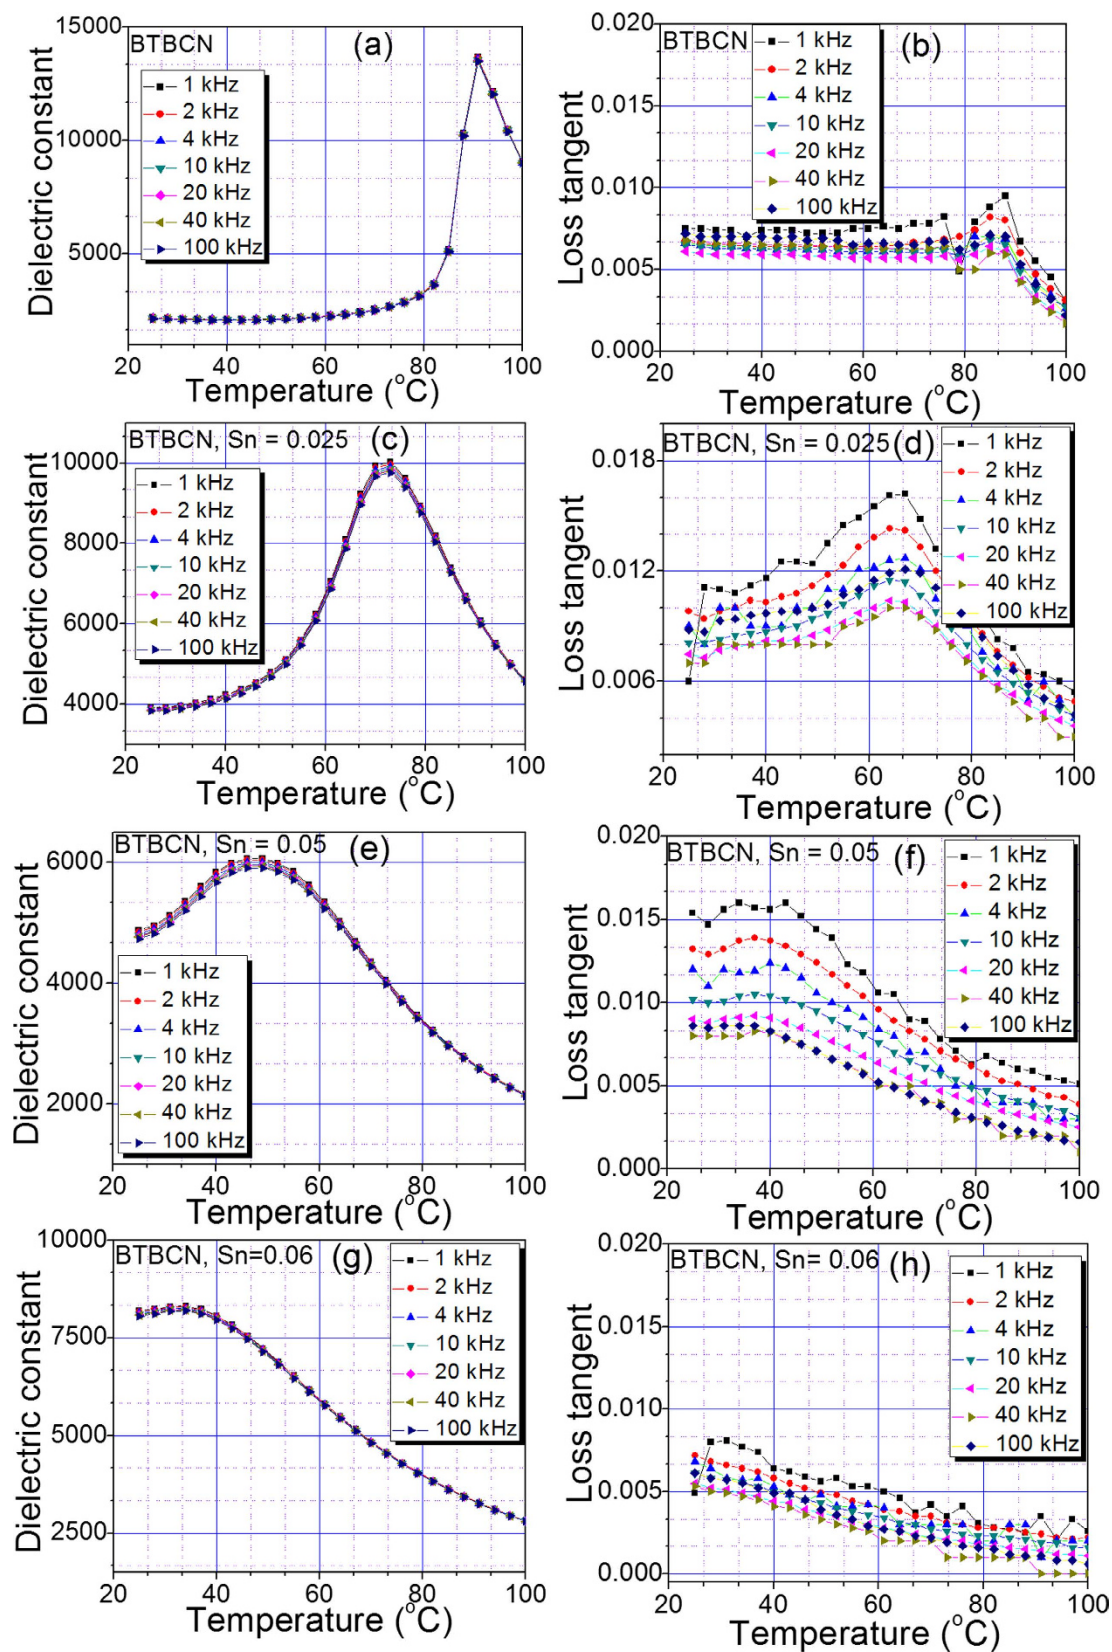 15000
10000
5000
BTBCN
(a)
1 kHz
2 kHz
4 kHz
10 kHz
20 kHz
40 kHz
100 kHz
Dielectric constant
20 40 60 80 100
Temperature (°C)
0.020
0.015
0.010
0.005
0.000
BTBCN
(b)
1 kHz
2 kHz
4 kHz
10 kHz
20 kHz
40 kHz
100 kHz
Loss tangent
20 40 60 80 100
Temperature (°C)
10000
8000
6000
4000
BTBCN, Sn = 0.025
(c)
1 kHz
2 kHz
4 kHz
10 kHz
20 kHz
40 kHz
100 kHz
Dielectric constant
20 40 60 80 100
Temperature (°C)
0.018
0.012
0.006
BTBCN, Sn = 0.025
(d)
1 kHz
2 kHz
4 kHz
10 kHz
20 kHz
40 kHz
100 kHz
Loss tangent
20 40 60 80 100
Temperature (°C)
6000
4000
2000
BTBCN, Sn = 0.05
(e)
1 kHz
2 kHz
4 kHz
10 kHz
20 kHz
40 kHz
100 kHz
Dielectric constant
20 40 60 80 100
Temperature (°C)
0.020
0.015
0.010
0.005
0.000
BTBCN, Sn = 0.05
(f)
1 kHz
2 kHz
4 kHz
10 kHz
20 kHz
40 kHz
100 kHz
Loss tangent
20 40 60 80 100
Temperature (°C)
10000
7500
5000
2500
BTBCN, Sn=0.06
(g)
1 kHz
2 kHz
4 kHz
10 kHz
20 kHz
40 kHz
100 kHz
Dielectric constant
20 40 60 80 100
Temperature (°C)
0.020
0.015
0.010
0.005
0.000
BTBCN, Sn= 0.06
(h)
1 kHz
2 kHz
4 kHz
10 kHz
20 kHz
40 kHz
100 kHz
Loss tangent
20 40 60 80 100
Temperature (°C)